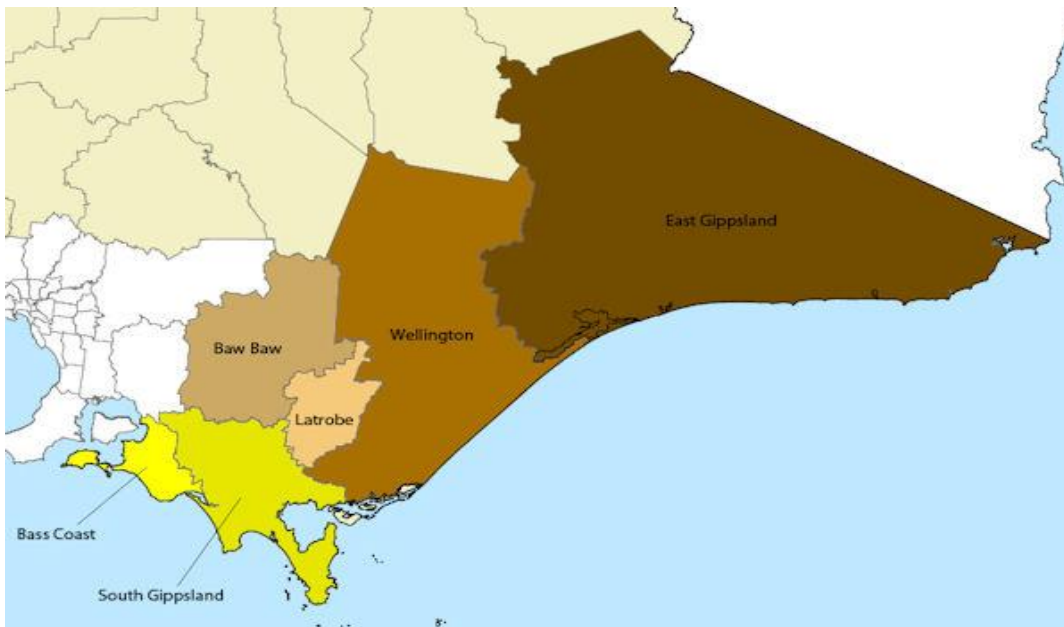 East Gippsland
Wellington
Baw Baw
Latrobe
Bass Coast
South Gippsland